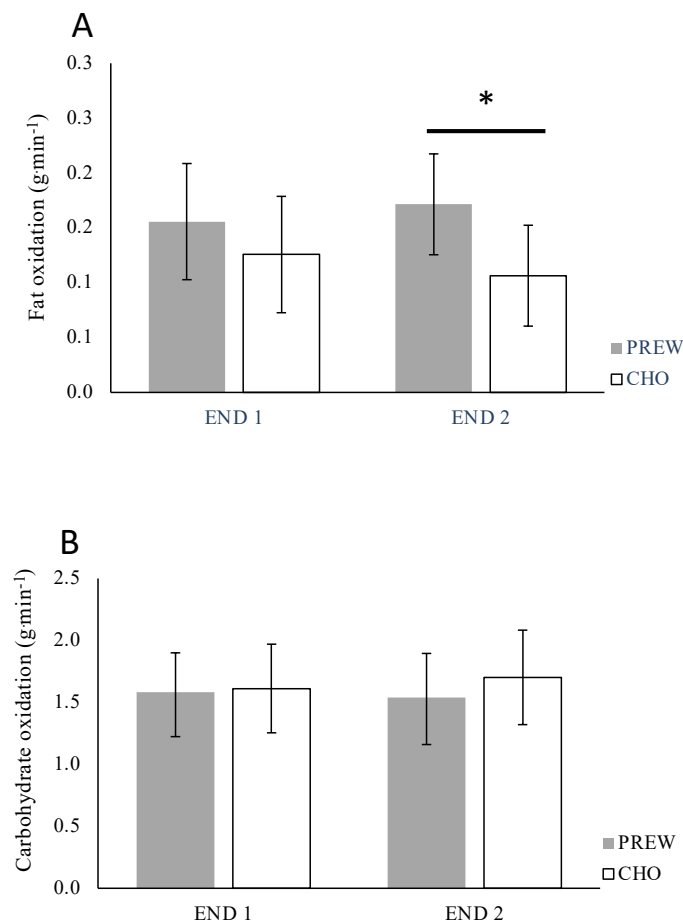 A
Fat oxidation (g·min-1)
0.3
0.3
0.2
0.2
0.1
0.1
0.0
*
END 1
END 2
PREW
CHO
B
Carbohydrate oxidation (g·min-1)
2.5
2.0
1.5
1.0
0.5
0.0
END 1
END 2
PREW
CHO